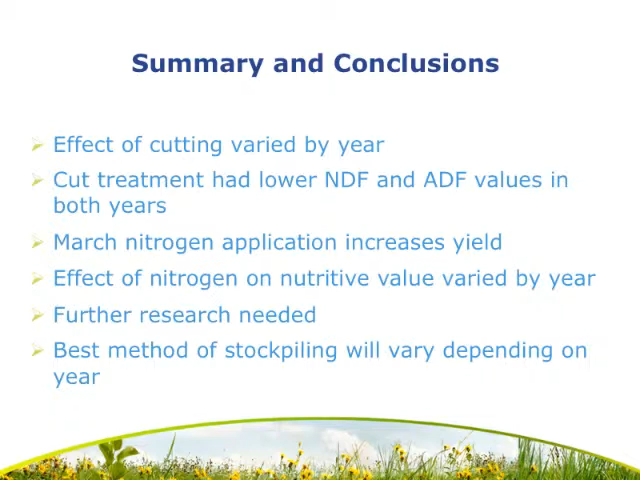 Summary and Conclusions
Effect of cutting varied by year
Cut treatment had lower NDF and ADF values in
both years
March nitrogen application increases yield
Effect of nitrogen on nutritive value varied by year
Further research needed
Best method of stockpiling will vary depending on
year